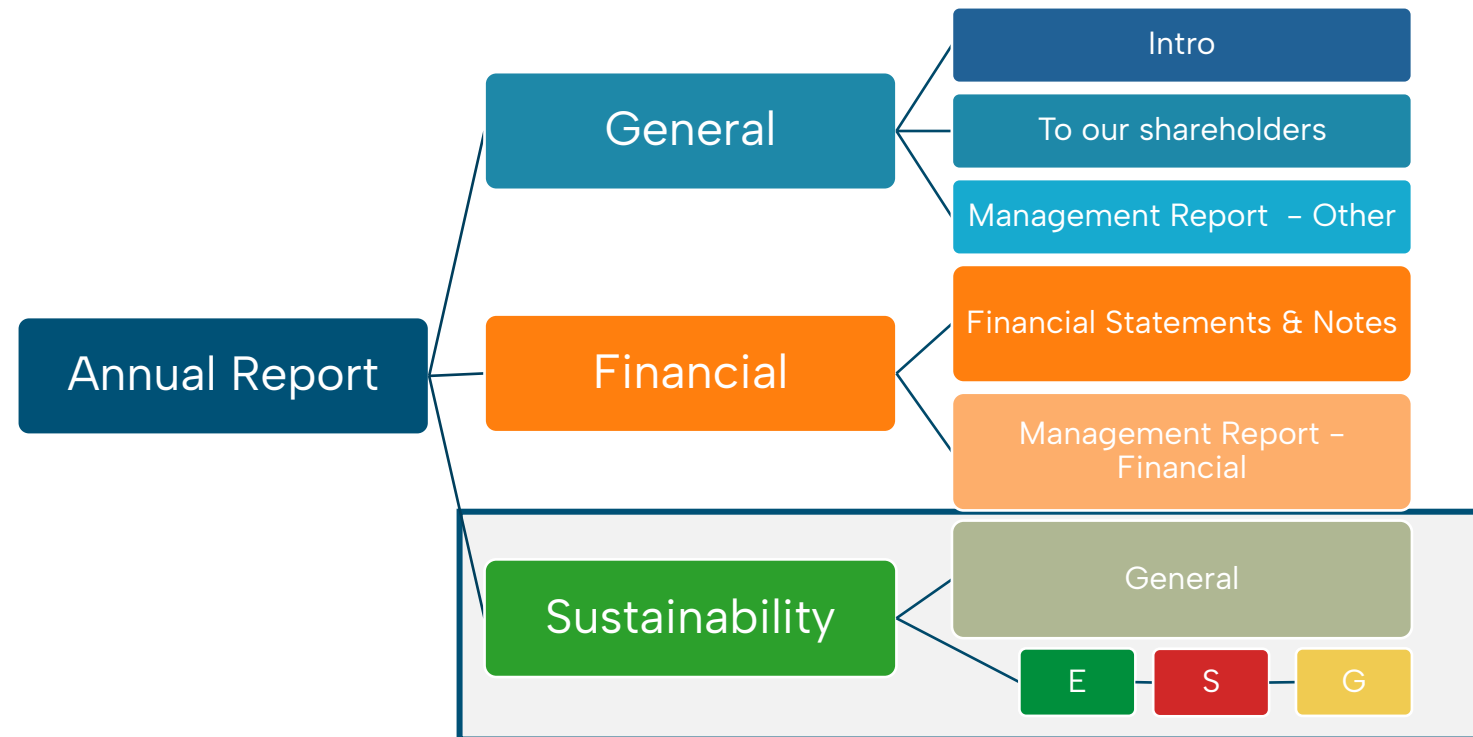 Annual Report
General
Intro
To our shareholders
Management Report  - Other
Financial
Financial Statements & Notes
Management Report -
Financial
Sustainability
General
E
S
G